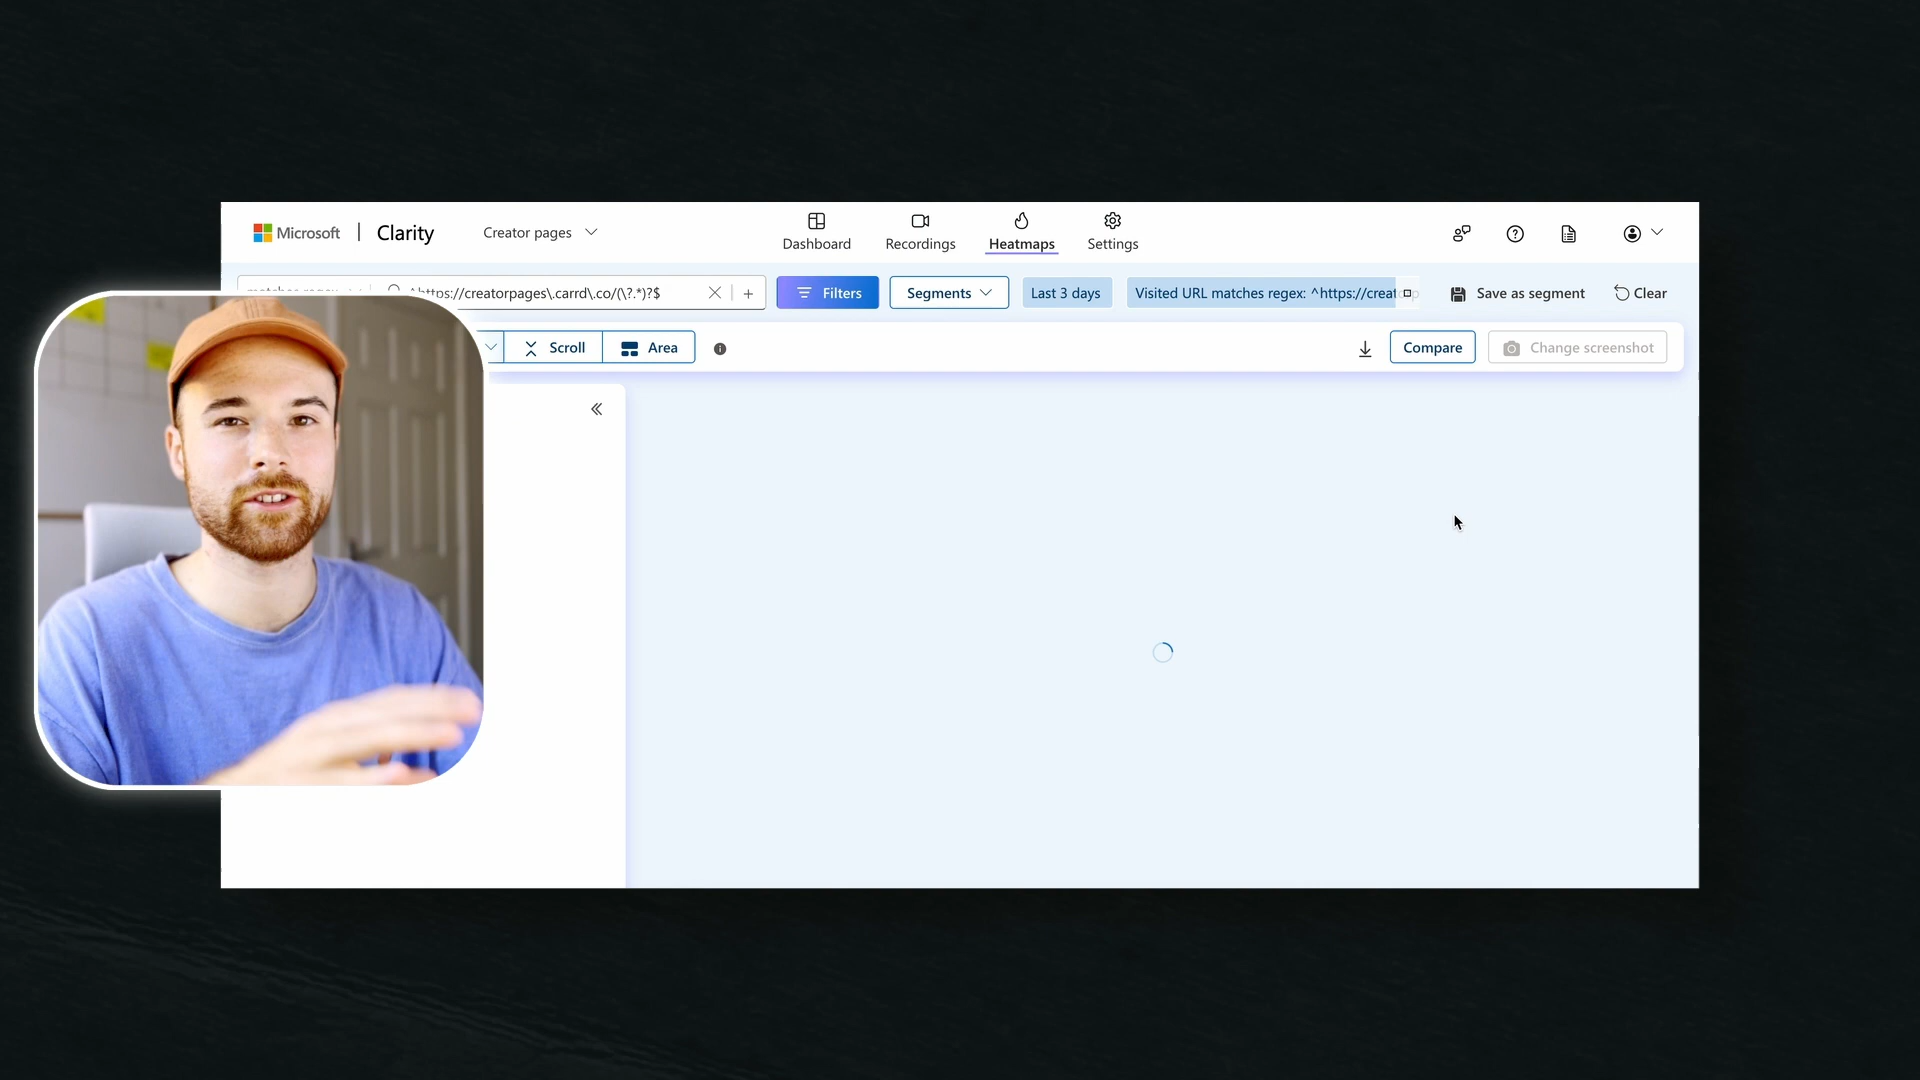 Microsoft | Clarity
Creator pages
Dashboard
Recordings
Heatmaps
Settings
https://creatorpages\.carrd\.co/(\?.*)?$
Filters
Segments
Last 3 days
Visited URL matches regex: ^https://creat
Save as segment
Clear
Scroll
Area
Compare
Change screenshot